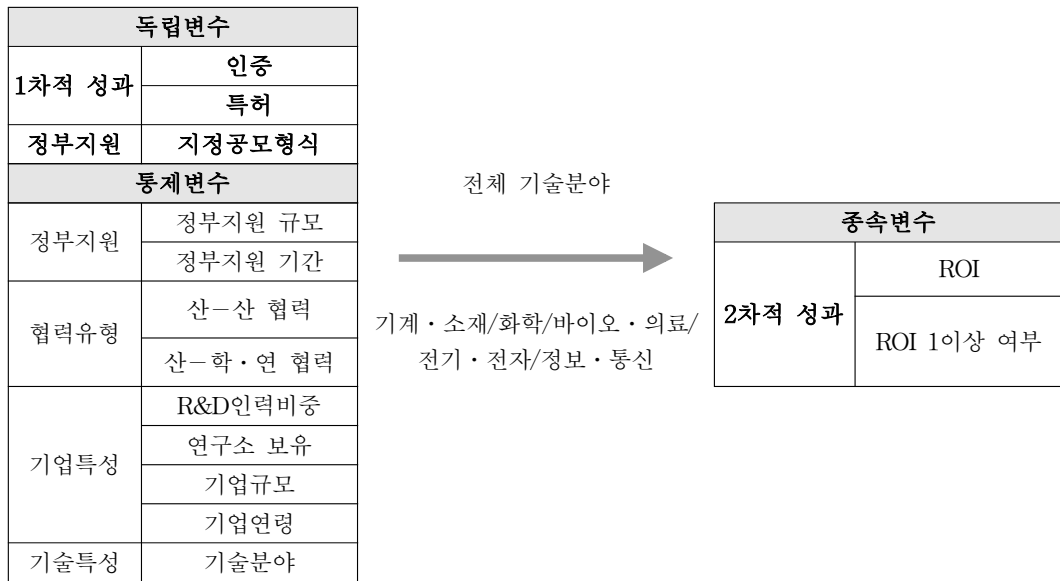 독립변수
1차적 성과
인증
특허
정부지원
지정공모형식
통제변수
정부지원
정부지원 규모
정부지원 기간
협력유형
산-산 협력
산-학·연 협력
기업특성
R&D인력비중
연구소 보유
기업규모
기업연령
기술특성
기술분야
전체 기술분야
기계·소재/화학/바이오·의료/
전기·전자/정보·통신
종속변수
2차적 성과
ROI
ROI 1이상 여부